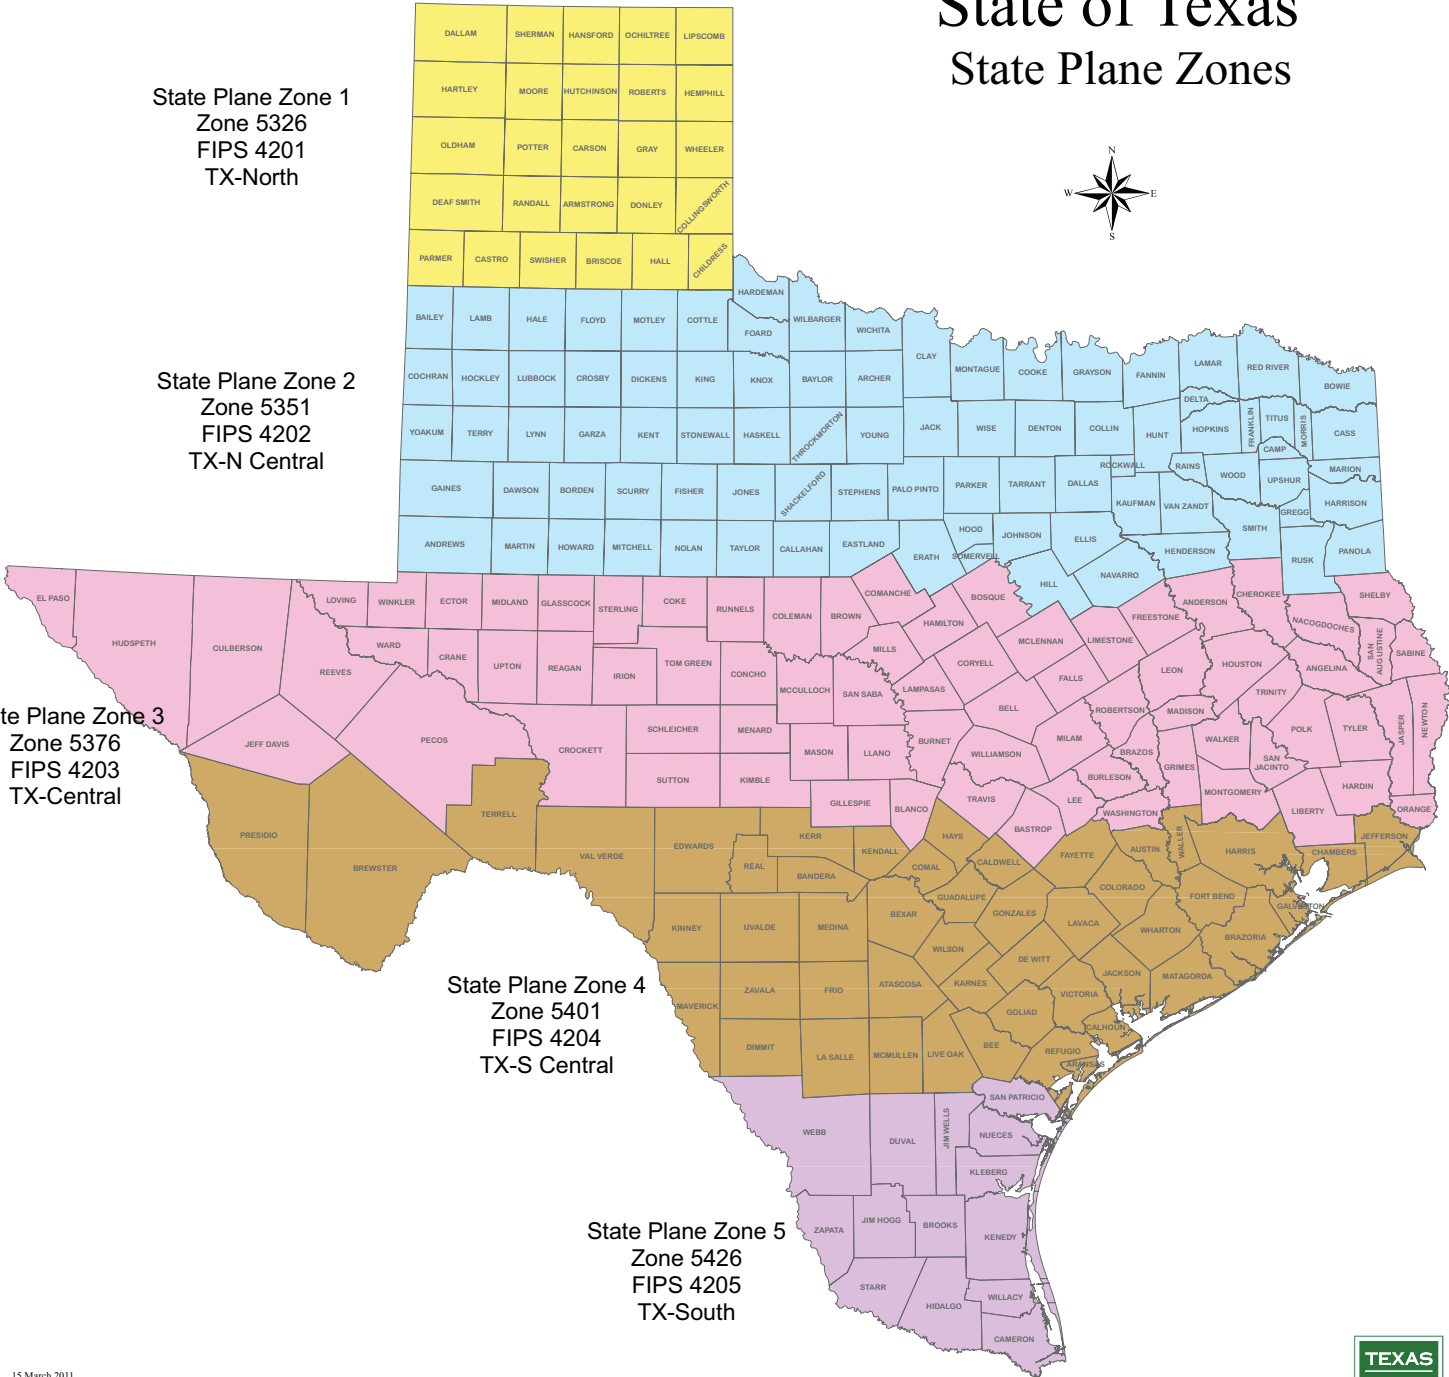 State of Texas
State Plane Zones
N
W E
S
State Plane Zone 1
Zone 5326
FIPS 4201
TX-North
State Plane Zone 2
Zone 5351
FIPS 4202
TX-N Central
te Plane Zone 3
Zone 5376
FIPS 4203
TX-Central
State Plane Zone 4
Zone 5401
FIPS 4204
TX-S Central
State Plane Zone 5
Zone 5426
FIPS 4205
TX-South
DALLAM SHERMAN HANSFORD OCHILTREE LIPSCOMB
HARTLEY MOORE HUTCHINSON ROBERTS HEMPHILL
OLDHAM POTTER CARSON GRAY WHEELER
DEAF SMITH RANDALL ARMSTRONG DONLEY COLLINGSWORTH
PARMER CASTRO SWISHER BRISCOE HALL CHILDRESS
BAILEY LAMB HALE FLOYD MOTLEY COTTLE HARDEMAN FOARD WILBARGER WICHITA CLAY MONTAGUE COOKE GRAYSON FANNIN LAMAR RED RIVER BOWIE
COCHRAN HOCKLEY LUBBOCK CROSBY DICKENS KING KNOX BAYLOR ARCHER DELTA HOPKINS FRANKLIN TITUS MORRIS CAMP CASS
YOAKUM TERRY LYNN GARZA KENT STONEWALL HASKELL THROCKMORTON YOUNG JACK WISE DENTON COLLIN HUNT ROCKWALL RAINS WOOD UPSHUR MARION
GAINES DAWSON BORDEN SCURRY FISHER JONES SHACKELFORD STEPHENS PALO PINTO PARKER TARRANT DALLAS KAUFMAN VAN ZANDT SMITH GREGG HARRISON
ANDREWS MARTIN HOWARD MITCHELL NOLAN TAYLOR CALLAHAN EASTLAND ERATH HOOD SOMERVELL JOHNSON ELLIS HILL NAVARRO HENDERSON RUSK PANOLA
EL PASO HUDSPETH CULBERSON REEVES LOVING WINKLER ECTOR MIDLAND GLASSCOCK STERLING COKE RUNNELS COLEMAN BROWN COMANCHE HAMILTON BOSQUE
WARD CRANE UPTON REAGAN IRION TOM GREEN CONCHO MCCULLOCH SAN SABA MILLS LAMPASAS CORYELL MCLENNAN LIMESTONE FREESTONE ANDERSON CHEROKEE
NACOGDOCHES SHELBY SAN AUGUSTINE SABINE ANGELINA HOUSTON LEON FALLS BELL ROBERTSON MADISON TRINITY POLK TYLER JASPER NEWTON
JEFF DAVIS PECOS CROCKETT SCHLEICHER MENARD SUTTON KIMBLE MASON LLANO BURNET WILLIAMSON MILAM BRAZOS BURLESON GRIMES WALKER SAN JACINTO
GILLESPIE BLANCO TRAVIS BASTROP LEE WASHINGTON MONTGOMERY LIBERTY HARDIN ORANGE
PRESIDIO BREWSTER TERRELL VAL VERDE EDWARDS REAL KERR BANDERA KENDALL COMAL HAYS CALDWELL FAYETTE AUSTIN WALLER HARRIS CHAMBERS JEFFERSON
KINNEY UVALDE MEDINA BEXAR GUADALUPE GONZALES LAVACA COLORADO WHARTON FORT BEND BRAZORIA GALVESTON
MAVERICK ZAVALA FRIO ATASCOSA WILSON KARNES DE WITT VICTORIA JACKSON MATAGORDA
DIMMIT LA SALLE MCMULLEN LIVE OAK BEE GOLIAD REFUGIO CALHOUN ARANSAS
WEBB DUVAL JIM WELLS SAN PATRICIO NUECES KLEBERG
ZAPATA JIM HOGG BROOKS KENEDY
STARR HIDALGO WILLACY CAMERON
15 March 2011
TEXAS